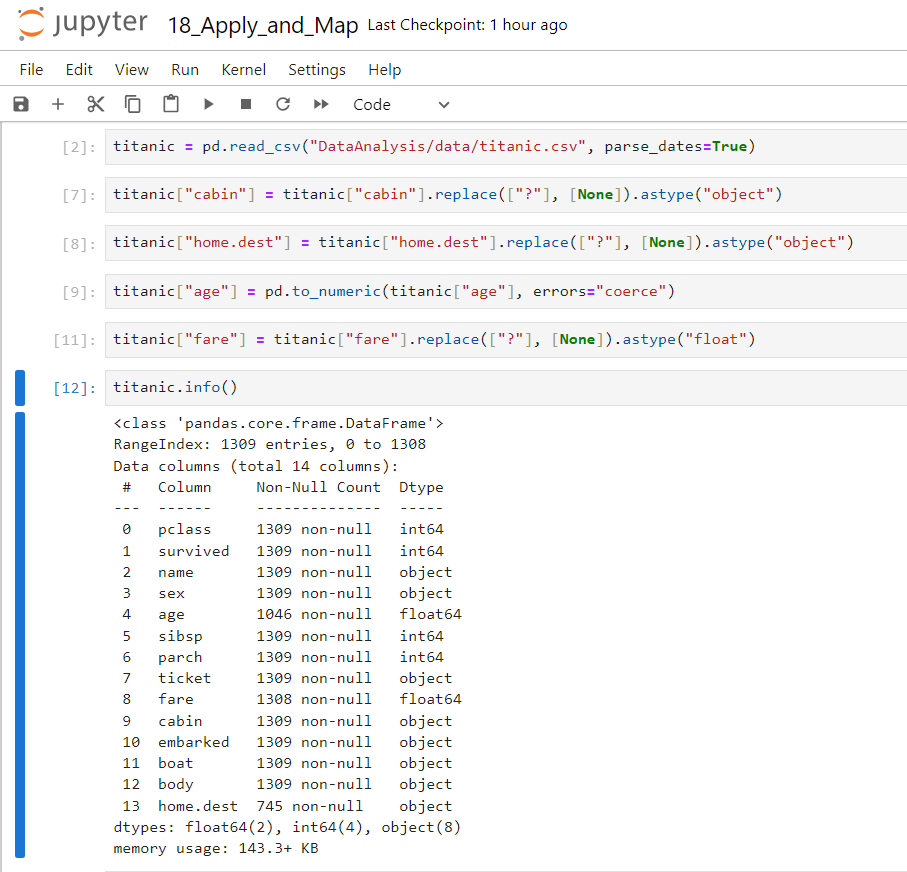 jupyter 18_Apply_and_Map Last Checkpoint: 1 hour ago
File Edit View Run Kernel Settings Help
Code
[2]: titanic = pd.read_csv("DataAnalysis/data/titanic.csv", parse_dates=True)
[7]: titanic["cabin"] = titanic["cabin"].replace(["?"], [None]).astype("object")
[8]: titanic["home.dest"] = titanic["home.dest"].replace(["?"], [None]).astype("object")
[9]: titanic["age"] = pd.to_numeric(titanic["age"], errors="coerce")
[11]: titanic["fare"] = titanic["fare"].replace(["?"], [None]).astype("float")
[12]: titanic.info()
<class 'pandas.core.frame.DataFrame'>
RangeIndex: 1309 entries, 0 to 1308
Data columns (total 14 columns):
 #   Column     Non-Null Count  Dtype
---  ------     --------------  -----
 0   pclass     1309 non-null   int64
 1   survived   1309 non-null   int64
 2   name       1309 non-null   object
 3   sex        1309 non-null   object
 4   age        1046 non-null   float64
 5   sibsp      1309 non-null   int64
 6   parch      1309 non-null   int64
 7   ticket     1309 non-null   object
 8   fare       1308 non-null   float64
 9   cabin      1309 non-null   object
 10  embarked   1309 non-null   object
 11  boat       1309 non-null   object
 12  body       1309 non-null   object
 13  home.dest  745 non-null    object
dtypes: float64(2), int64(4), object(8)
memory usage: 143.3+ KB